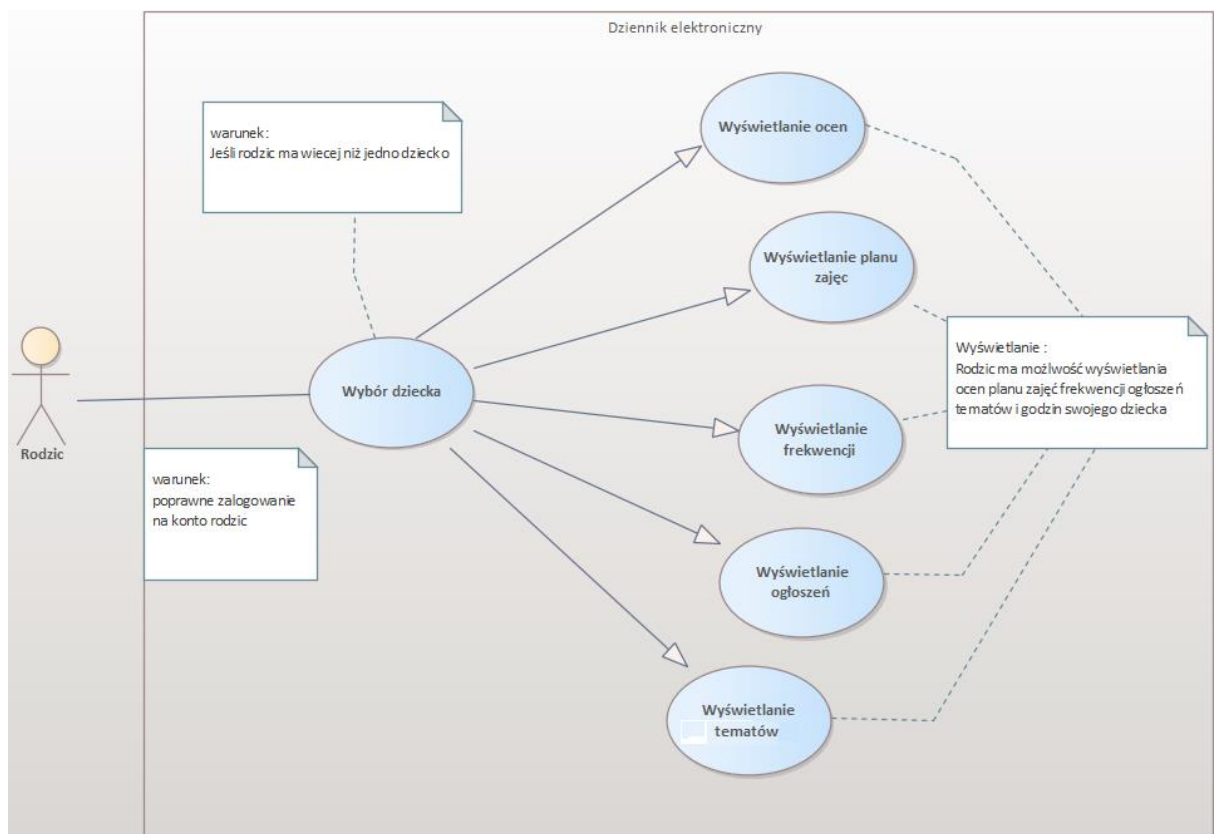 Dziennik elektroniczny
warunek:
Jeśli rodzic ma wiecej niż jedno dziecko
Wyświetlanie ocen
Wyświetlanie planu
zajęc
Wyświetlanie :
Rodzic ma możlwość wyświetlania
ocen planu zajęć frekwencji ogłoszeń
tematów i godzin swojego dziecka
Wybór dziecka
Rodzic
Wyświetlanie
frekwencji
warunek:
poprawne zalogowanie
na konto rodzic
Wyświetlanie
ogłoszeń
Wyświetlanie
tematów